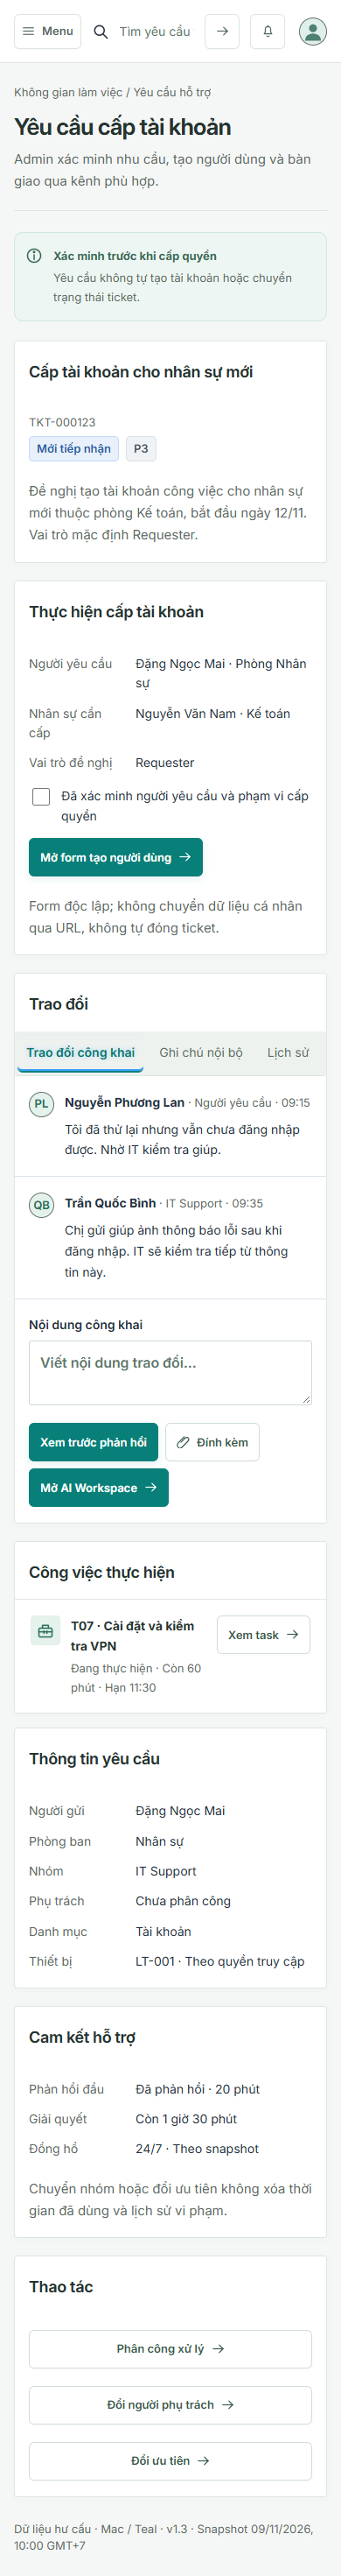 Menu
Tìm yêu cầu
Không gian làm việc / Yêu cầu hỗ trợ
Yêu cầu cấp tài khoản
Admin xác minh nhu cầu, tạo người dùng và bàn
giao qua kênh phù hợp.
Xác minh trước khi cấp quyền
Yêu cầu không tự tạo tài khoản hoặc chuyển
trạng thái ticket.
Cấp tài khoản cho nhân sự mới
TKT-000123
Mới tiếp nhận P3
Đề nghị tạo tài khoản công việc cho nhân sự
mới thuộc phòng Kế toán, bắt đầu ngày 12/11.
Vai trò mặc định Requester.
Thực hiện cấp tài khoản
Người yêu cầu Đặng Ngọc Mai · Phòng Nhân
sự
Nhân sự cần Nguyễn Văn Nam · Kế toán
cấp
Vai trò đề nghị Requester
Đã xác minh người yêu cầu và phạm vi cấp
quyền
Mở form tạo người dùng →
Form độc lập; không chuyển dữ liệu cá nhân
qua URL, không tự đóng ticket.
Trao đổi
Trao đổi công khai Ghi chú nội bộ Lịch sử
PL Nguyễn Phương Lan · Người yêu cầu · 09:15
Tôi đã thử lại nhưng vẫn chưa đăng nhập
được. Nhờ IT kiểm tra giúp.
QB Trần Quốc Bình · IT Support · 09:35
Chị gửi giúp ảnh thông báo lỗi sau khi
đăng nhập. IT sẽ kiểm tra tiếp từ thông
tin này.
Nội dung công khai
Viết nội dung trao đổi...
Xem trước phản hồi Đính kèm
Mở AI Workspace →
Công việc thực hiện
T07 · Cài đặt và kiểm
tra VPN
Đang thực hiện · Còn 60
phút · Hạn 11:30
Xem task →
Thông tin yêu cầu
Người gửi Đặng Ngọc Mai
Phòng ban Nhân sự
Nhóm IT Support
Phụ trách Chưa phân công
Danh mục Tài khoản
Thiết bị LT-001 · Theo quyền truy cập
Cam kết hỗ trợ
Phản hồi đầu Đã phản hồi · 20 phút
Giải quyết Còn 1 giờ 30 phút
Đồng hồ 24/7 · Theo snapshot
Chuyển nhóm hoặc đổi ưu tiên không xóa thời
gian đã dùng và lịch sử vi phạm.
Thao tác
Phân công xử lý →
Đổi người phụ trách →
Đổi ưu tiên →
Dữ liệu hư cấu · Mac / Teal · v1.3 · Snapshot 09/11/2026,
10:00 GMT+7